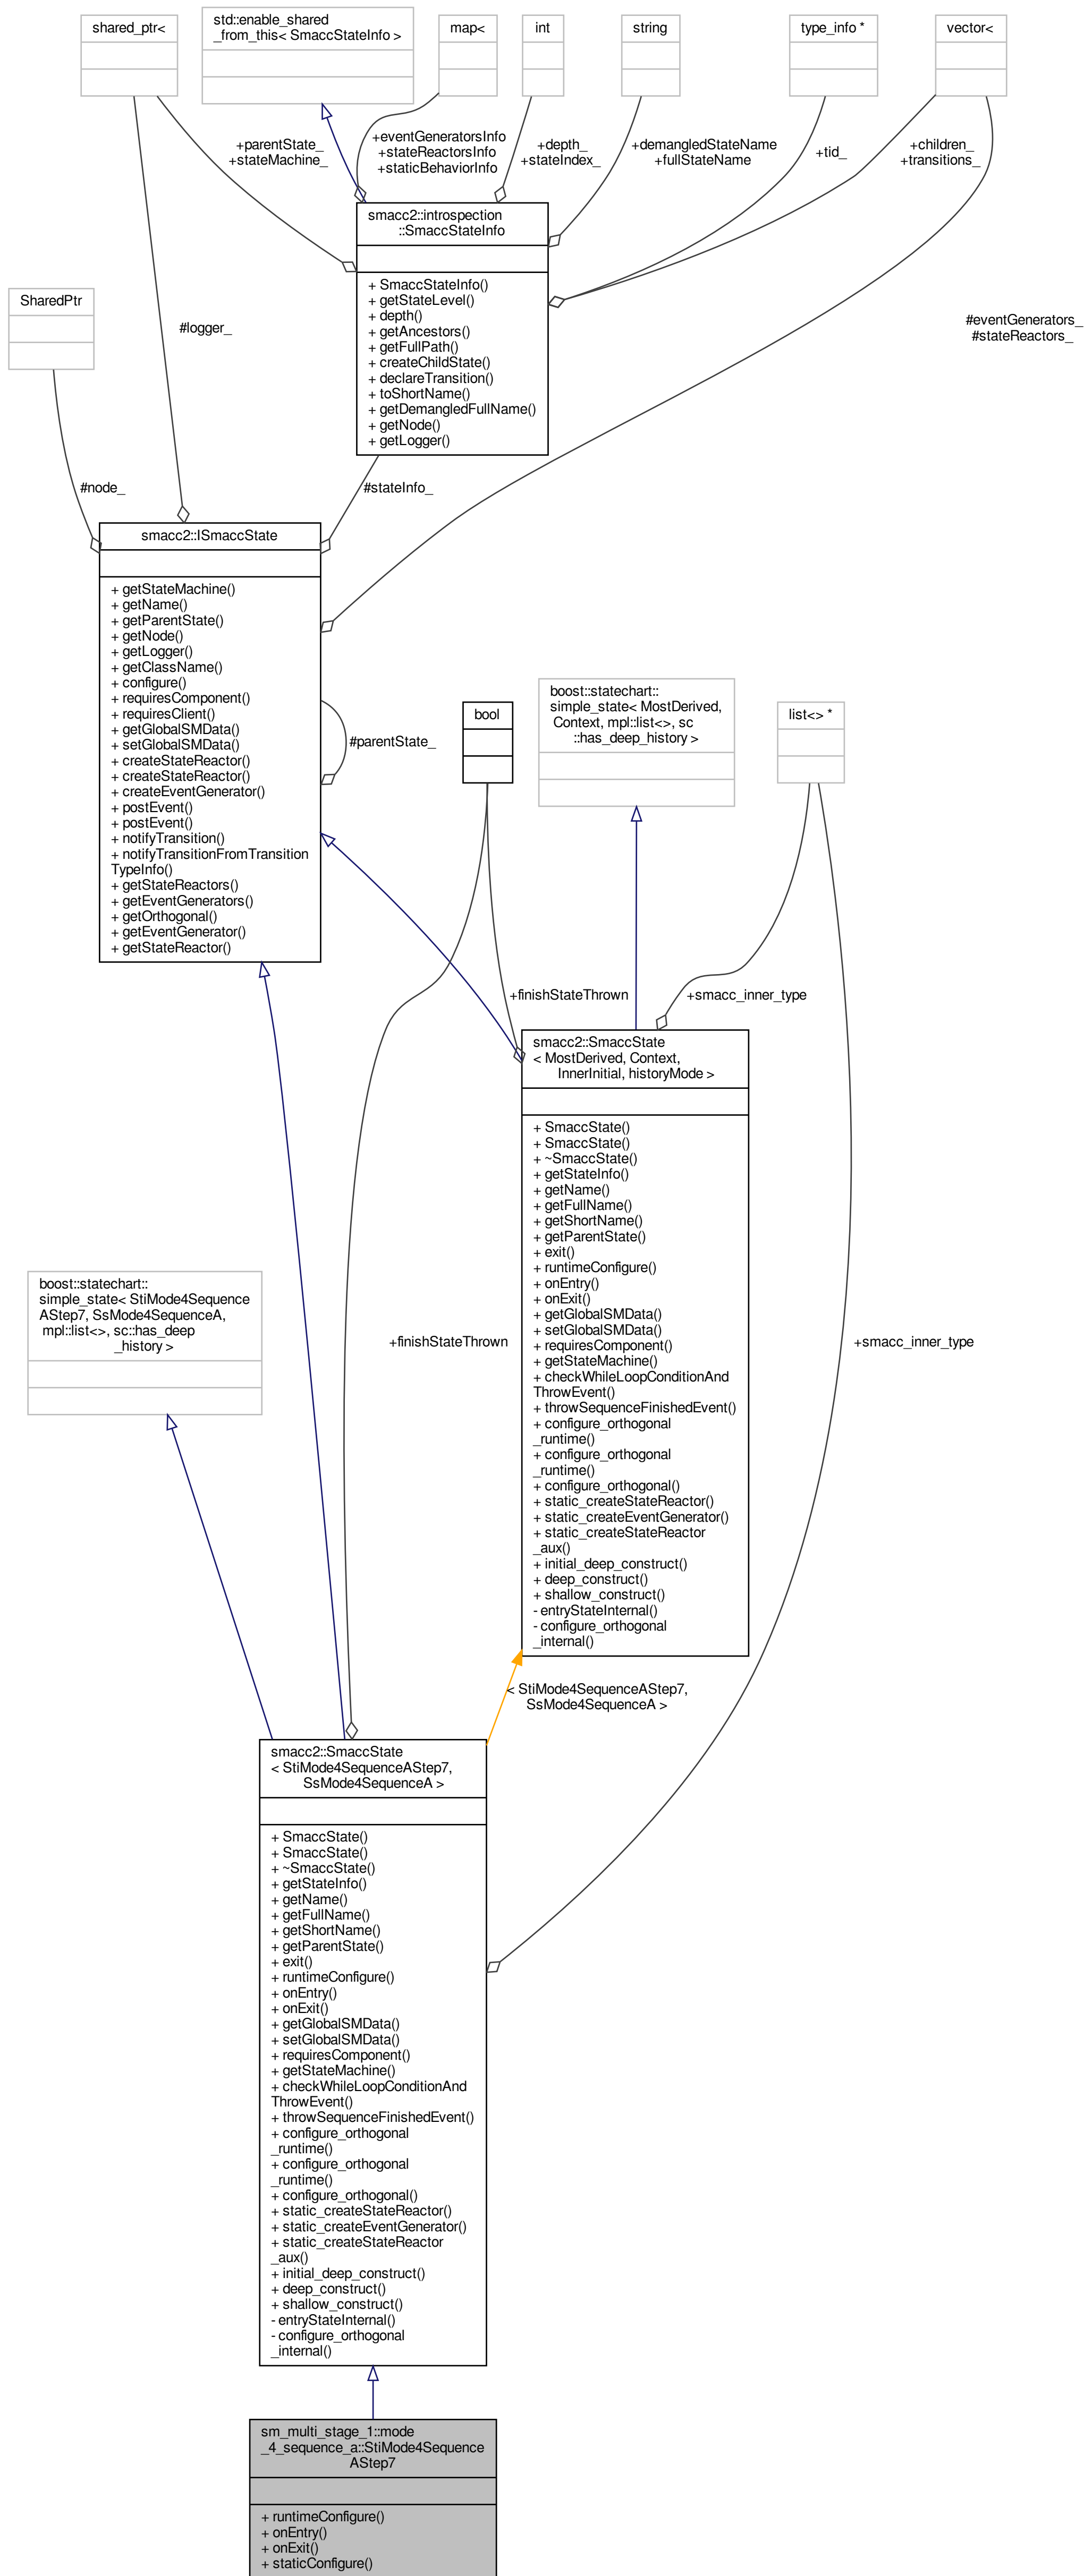 shared_ptr<
std::enable_shared
_from_this< SmaccStateInfo >
map<
int
string
type_info *
vector<
+parentState_
+stateMachine_
+eventGeneratorsInfo
+stateReactorsInfo
+staticBehaviorInfo
+depth_
+stateIndex_
+demangledStateName
+fullStateName
+tid_
+children_
+transitions_
smacc2::introspection
::SmaccStateInfo
+ SmaccStateInfo()
+ getStateLevel()
+ depth()
+ getAncestors()
+ getFullPath()
+ createChildState()
+ declareTransition()
+ toShortName()
+ getDemangledFullName()
+ getNode()
+ getLogger()
SharedPtr
#logger_
#eventGenerators_
#stateReactors_
#node_
#stateInfo_
smacc2::ISmaccState
+ getStateMachine()
+ getName()
+ getParentState()
+ getNode()
+ getLogger()
+ getClassName()
+ configure()
+ requiresComponent()
+ requiresClient()
+ getGlobalSMData()
+ setGlobalSMData()
+ createStateReactor()
+ createStateReactor()
+ createEventGenerator()
+ postEvent()
+ postEvent()
+ notifyTransition()
+ notifyTransitionFromTransition
TypeInfo()
+ getStateReactors()
+ getEventGenerators()
+ getOrthogonal()
+ getEventGenerator()
+ getStateReactor()
#parentState_
bool
boost::statechart::
simple_state< MostDerived,
Context, mpl::list<>, sc
::has_deep_history >
list<> *
+finishStateThrown
+smacc_inner_type
smacc2::SmaccState
< MostDerived, Context,
InnerInitial, historyMode >
+ SmaccState()
+ SmaccState()
+ ~SmaccState()
+ getStateInfo()
+ getName()
+ getFullName()
+ getShortName()
+ getParentState()
+ exit()
+ runtimeConfigure()
+ onEntry()
+ onExit()
+ getGlobalSMData()
+ setGlobalSMData()
+ requiresComponent()
+ getStateMachine()
+ checkWhileLoopConditionAnd
ThrowEvent()
+ throwSequenceFinishedEvent()
+ configure_orthogonal
_runtime()
+ configure_orthogonal
_runtime()
+ configure_orthogonal()
+ static_createStateReactor()
+ static_createEventGenerator()
+ static_createStateReactor
_aux()
+ initial_deep_construct()
+ deep_construct()
+ shallow_construct()
- entryStateInternal()
- configure_orthogonal
_internal()
boost::statechart::
simple_state< StiMode4Sequence
AStep7, SsMode4SequenceA,
mpl::list<>, sc::has_deep
_history >
+finishStateThrown
+smacc_inner_type
< StiMode4SequenceAStep7,
SsMode4SequenceA >
smacc2::SmaccState
< StiMode4SequenceAStep7,
SsMode4SequenceA >
+ SmaccState()
+ SmaccState()
+ ~SmaccState()
+ getStateInfo()
+ getName()
+ getFullName()
+ getShortName()
+ getParentState()
+ exit()
+ runtimeConfigure()
+ onEntry()
+ onExit()
+ getGlobalSMData()
+ setGlobalSMData()
+ requiresComponent()
+ getStateMachine()
+ checkWhileLoopConditionAnd
ThrowEvent()
+ throwSequenceFinishedEvent()
+ configure_orthogonal
_runtime()
+ configure_orthogonal
_runtime()
+ configure_orthogonal()
+ static_createStateReactor()
+ static_createEventGenerator()
+ static_createStateReactor
_aux()
+ initial_deep_construct()
+ deep_construct()
+ shallow_construct()
- entryStateInternal()
- configure_orthogonal
_internal()
sm_multi_stage_1::mode
_4_sequence_a::StiMode4Sequence
AStep7
+ runtimeConfigure()
+ onEntry()
+ onExit()
+ staticConfigure()